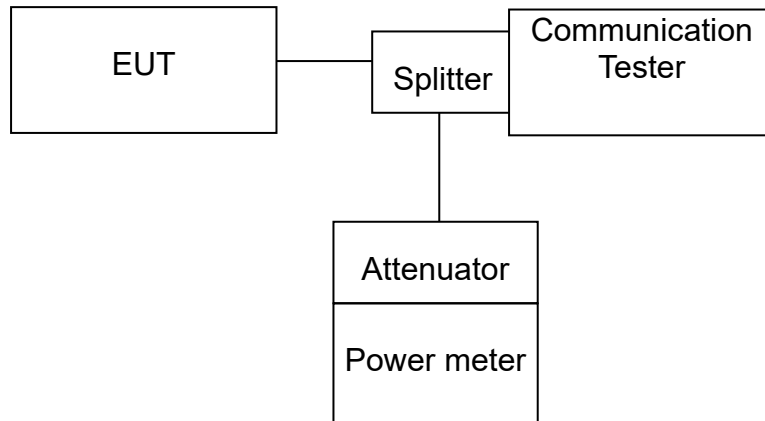 EUT
Splitter
Communication
Tester
Attenuator
Power meter